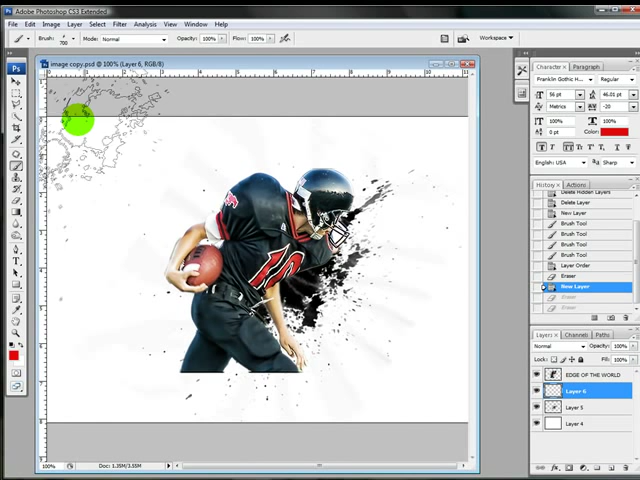 Adobe Photoshop CS3 Extended
File Edit Image Layer Select Filter Analysis View Window Help
Brush: 700 Mode: Normal Opacity: 100% Flow: 100% Workspace
image copy.psd @ 100% (Layer 6, RGB/8)
Character Paragraph
Franklin Gothic H... Regular
56 pt 46.01 pt
Metrics -20
100% 100%
0 pt Color:
English: USA Sharp
History Actions
Delete Hidden Layers
Delete Layer
New Layer
Brush Tool
Brush Tool
Brush Tool
Layer Order
Eraser
New Layer
Eraser
Eraser
Layers Channels Paths
Normal Opacity: 100%
Lock: Fill: 100%
EDGE OF THE WORLD
Layer 6
Layer 5
Layer 4
10
100% Doc: 1.35M/3.55M